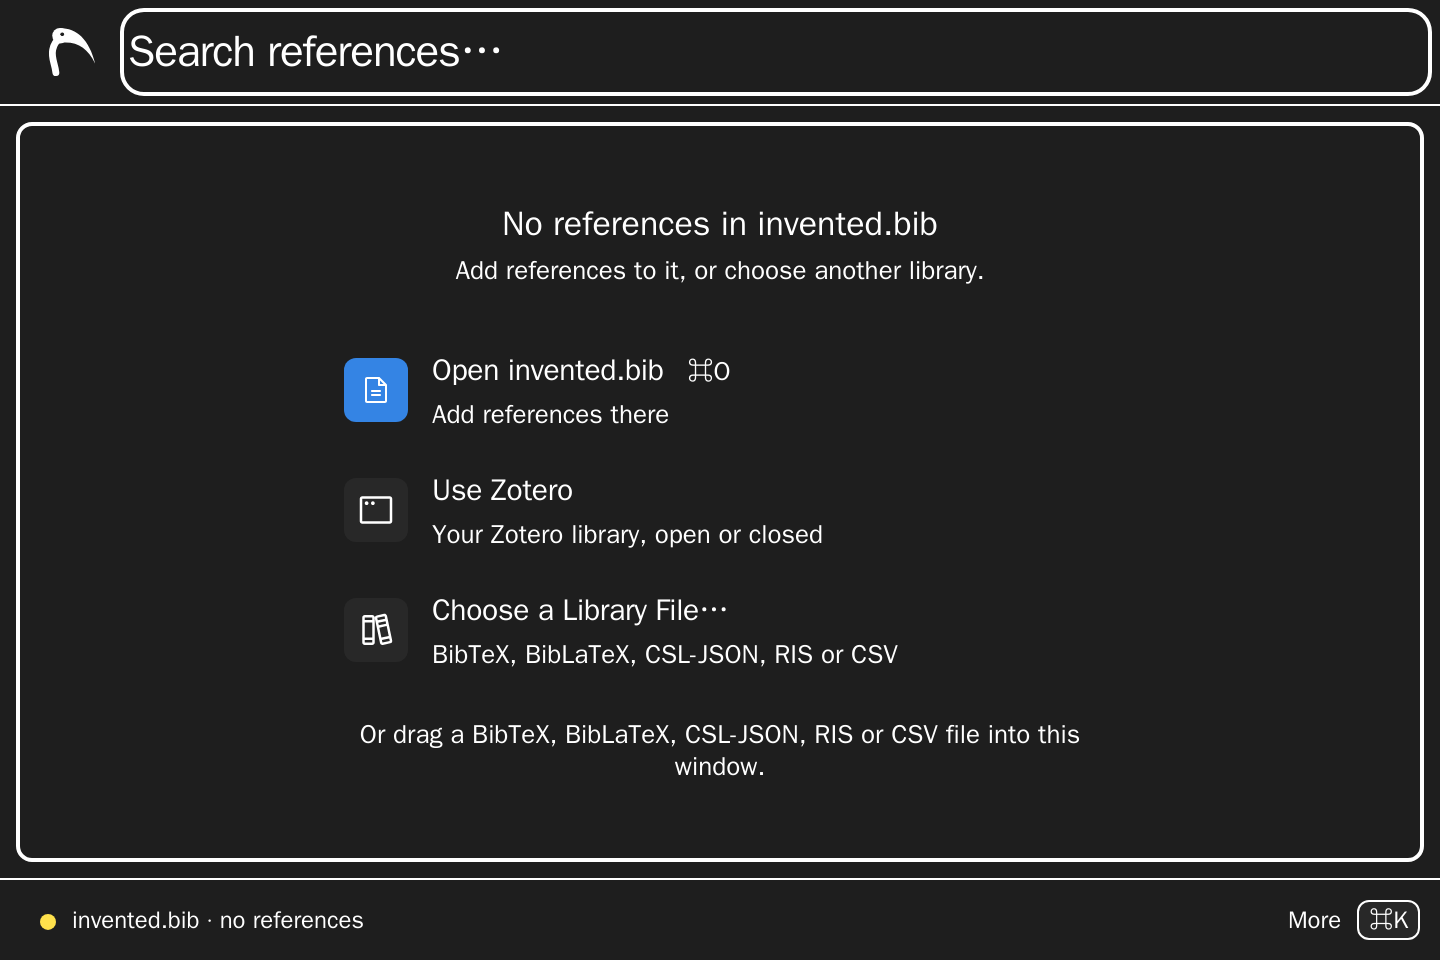 Search references…
No references in invented.bib
Add references to it, or choose another library.
Open invented.bib ⌘O
Add references there
Use Zotero
Your Zotero library, open or closed
Choose a Library File…
BibTeX, BibLaTeX, CSL-JSON, RIS or CSV
Or drag a BibTeX, BibLaTeX, CSL-JSON, RIS or CSV file into this
window.
invented.bib · no references
More ⌘K